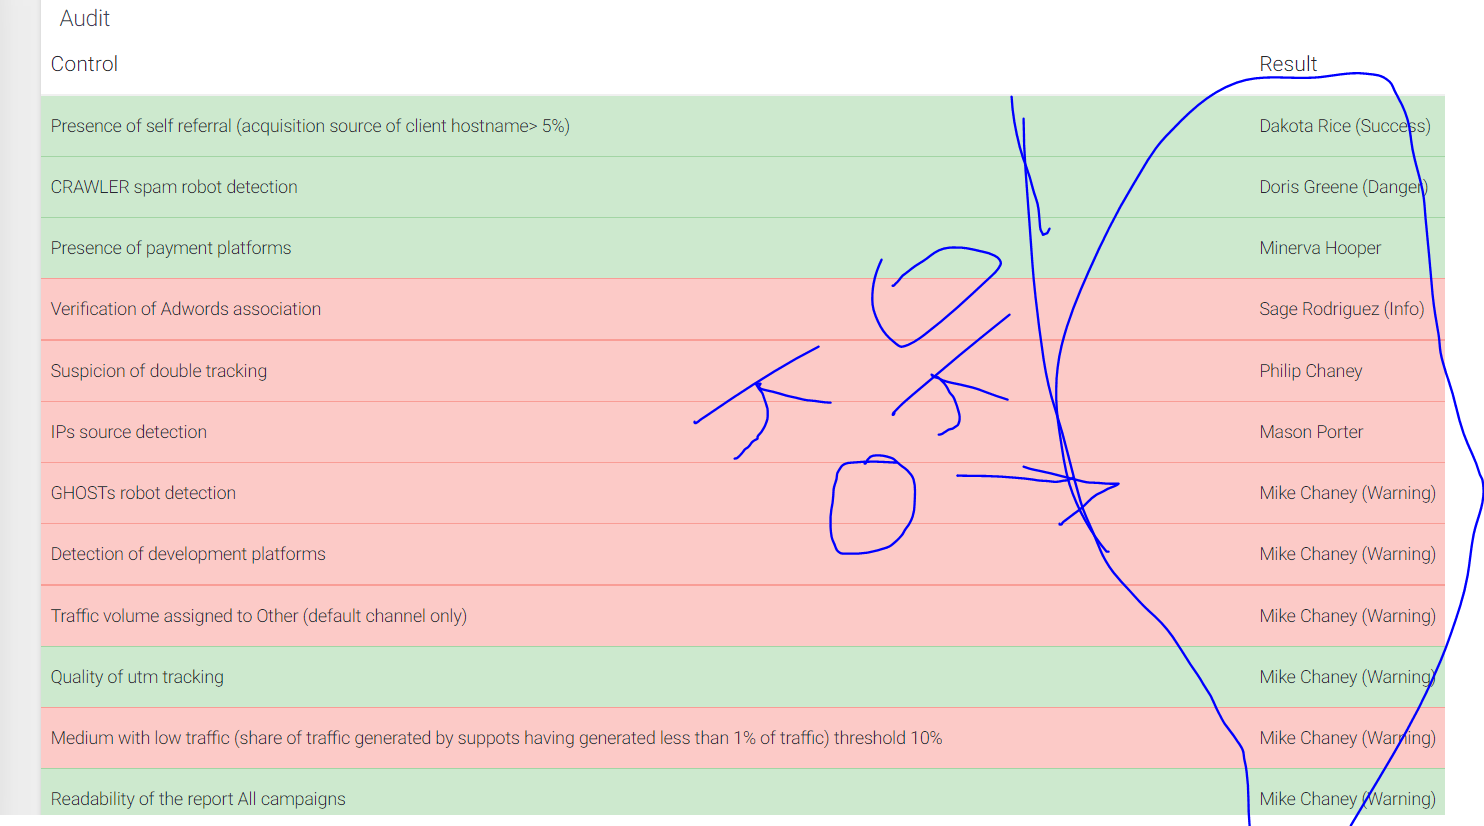 Audit
Control Result
Presence of self referral (acquisition source of client hostname> 5%) Dakota Rice (Success)
CRAWLER spam robot detection Doris Greene (Danger)
Presence of payment platforms Minerva Hooper
Verification of Adwords association Sage Rodriguez (Info)
Suspicion of double tracking Philip Chaney
IPs source detection Mason Porter
GHOSTs robot detection Mike Chaney (Warning)
Detection of development platforms Mike Chaney (Warning)
Traffic volume assigned to Other (default channel only) Mike Chaney (Warning)
Quality of utm tracking Mike Chaney (Warning)
Medium with low traffic (share of traffic generated by suppots having generated less than 1% of traffic) threshold 10% Mike Chaney (Warning)
Readability of the report All campaigns Mike Chaney (Warning)